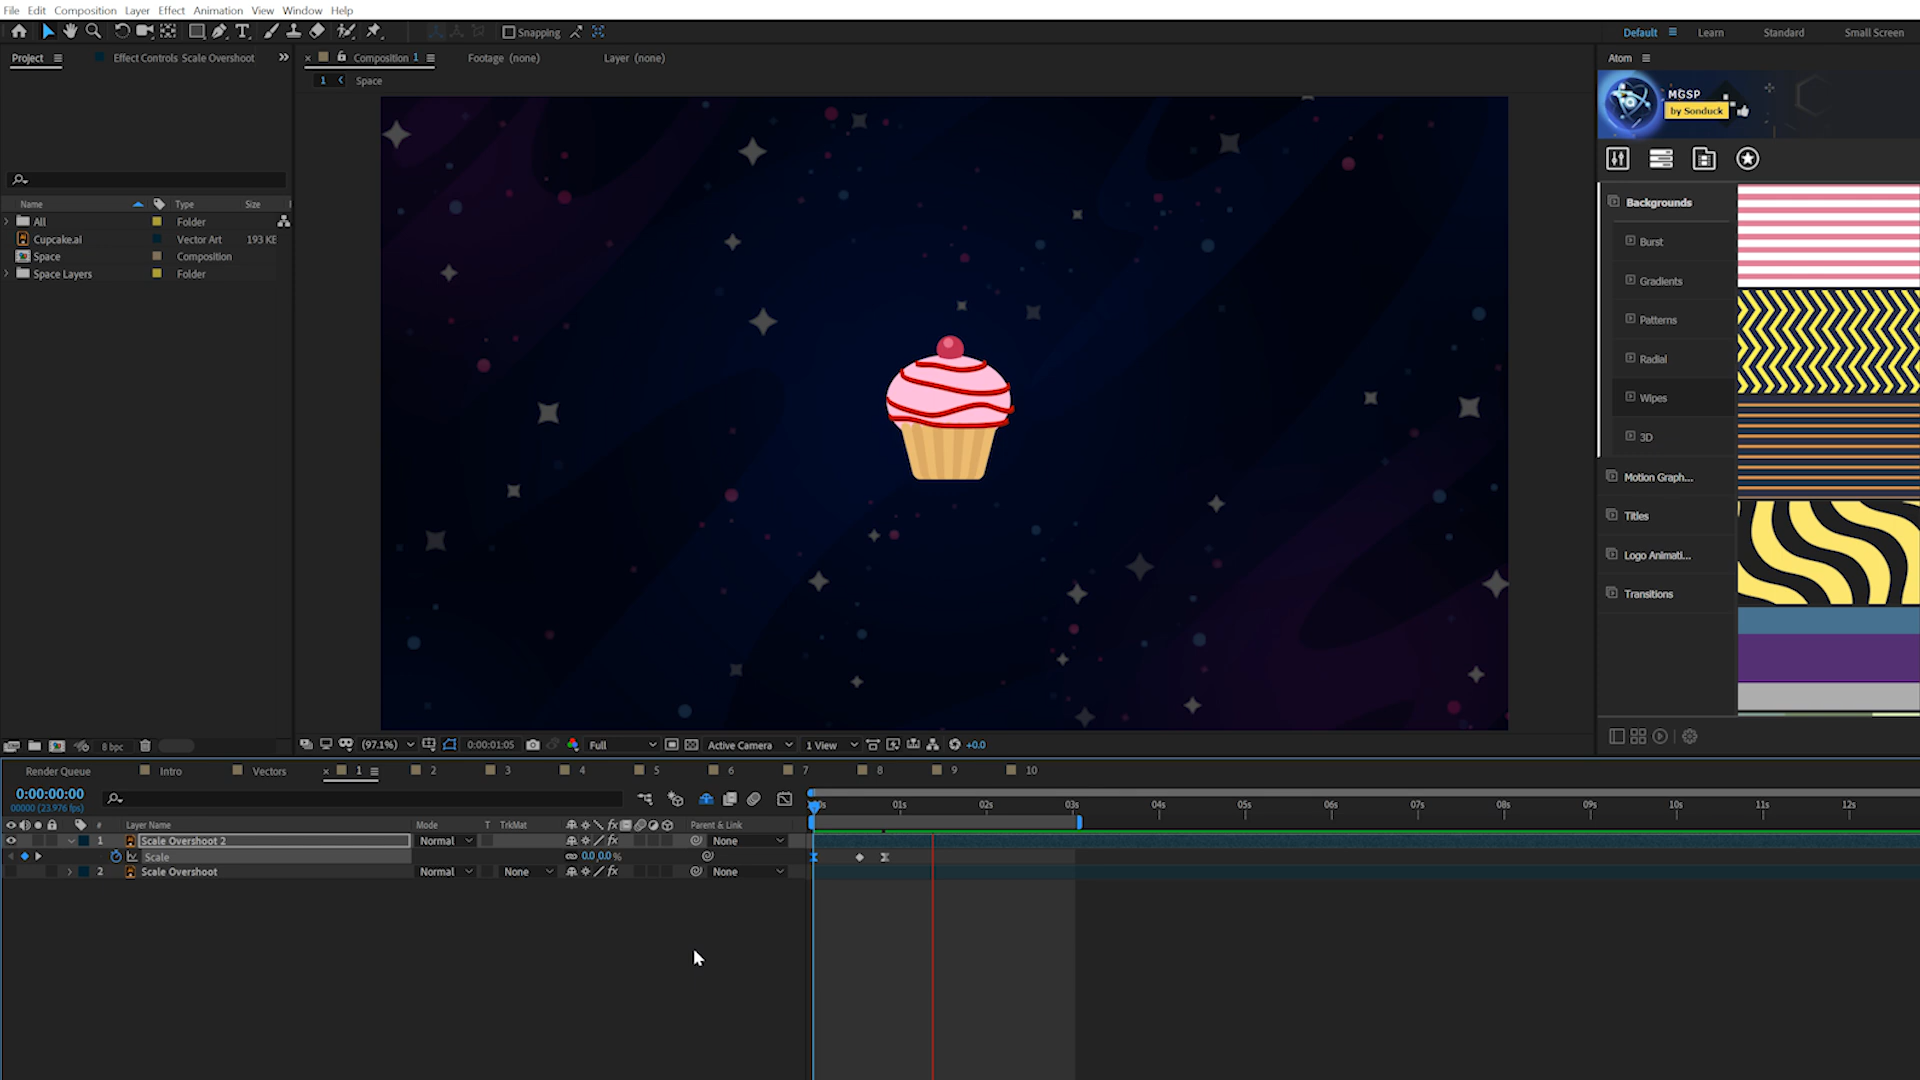 File Edit Composition Layer Effect Animation View Window Help
Snapping
Default Learn Standard Small Screen
Project Effect Controls Scale Overshoot
Composition 1 Footage (none) Layer (none)
1 Space
Atom
MGSP
by Sonduck
Name Type Size
All Folder
Cupcake.ai Vector Art 193 KE
Space Composition
Space Layers Folder
Backgrounds
Burst
Gradients
Patterns
Radial
Wipes
3D
Motion Graph...
Titles
Logo Animati...
Transitions
8 bpc
(97.1%) 0:00:01:05 Full Active Camera 1 View +0.0
Render Queue Intro Vectors 1 2 3 4 5 6 7 8 9 10
0:00:00:00
00000 (23.976 fps)
01s 02s 03s 04s 05s 06s 07s 08s 09s 10s 11s 12s
# Layer Name Mode T TrkMat fx Parent & Link
1 Scale Overshoot 2 Normal fx None
Scale 0.0,0.0 %
2 Scale Overshoot Normal None fx None